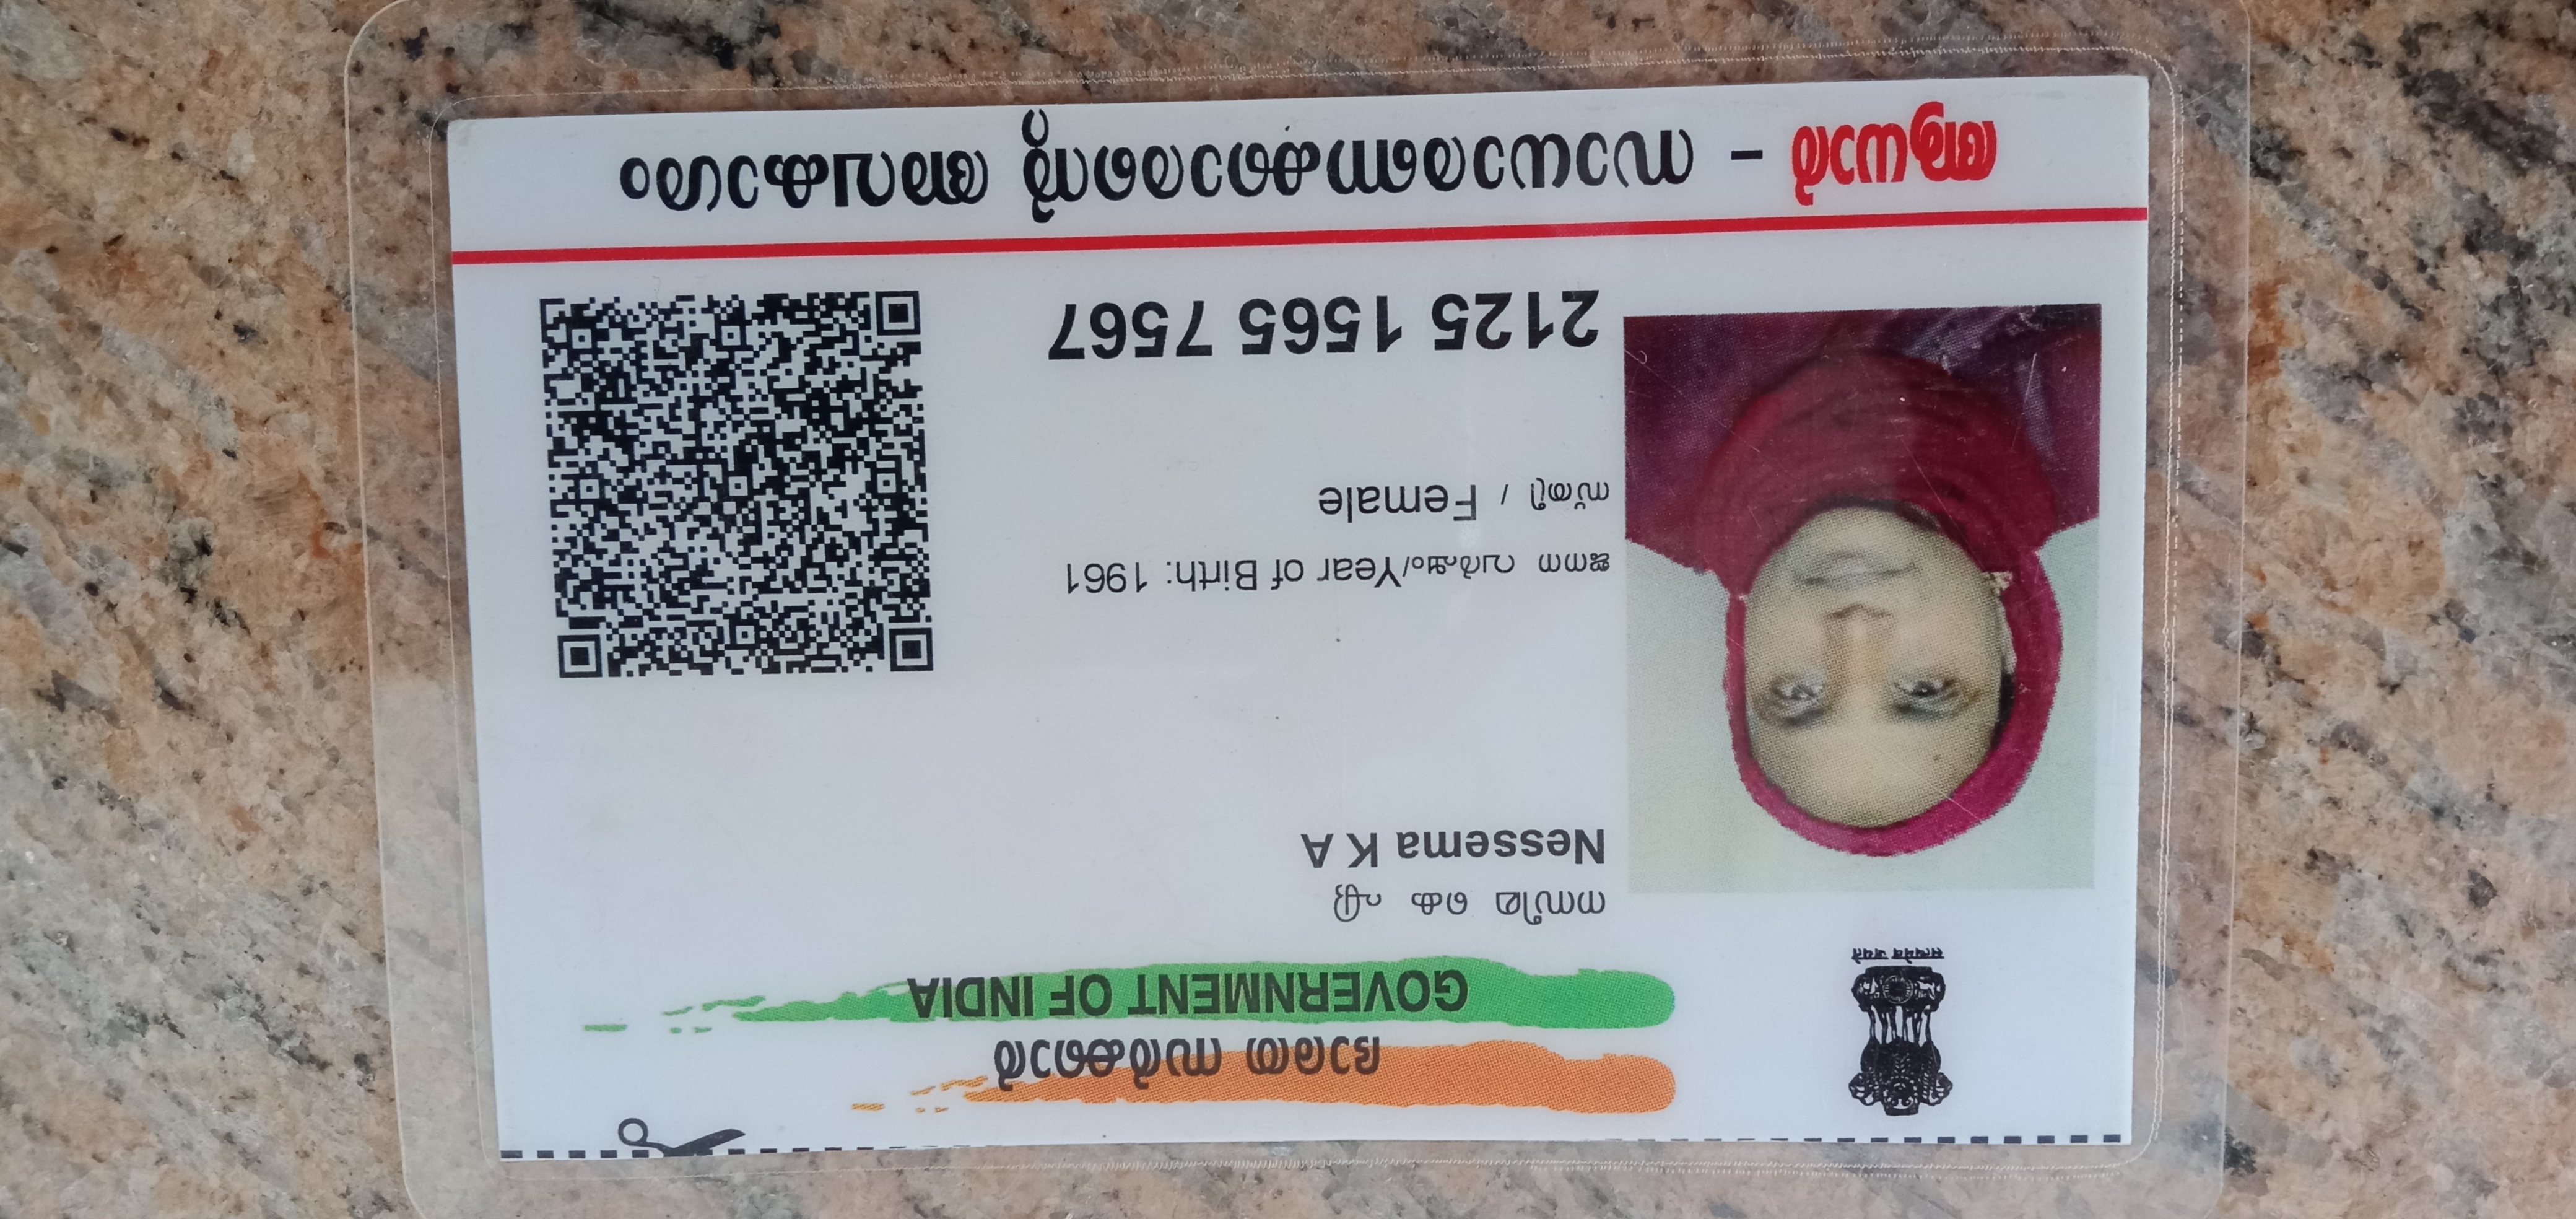 ഭാരത സർക്കാർ
GOVERNMENT OF INDIA
सत्यमेव जयते
നസീമ കെ എ
Nessema K A
ജനന വർഷം/Year of Birth: 1961
സ്ത്രീ / Female
2125 1565 7567
ആധാർ – സാധാരണക്കാരന്റെ അവകാശം